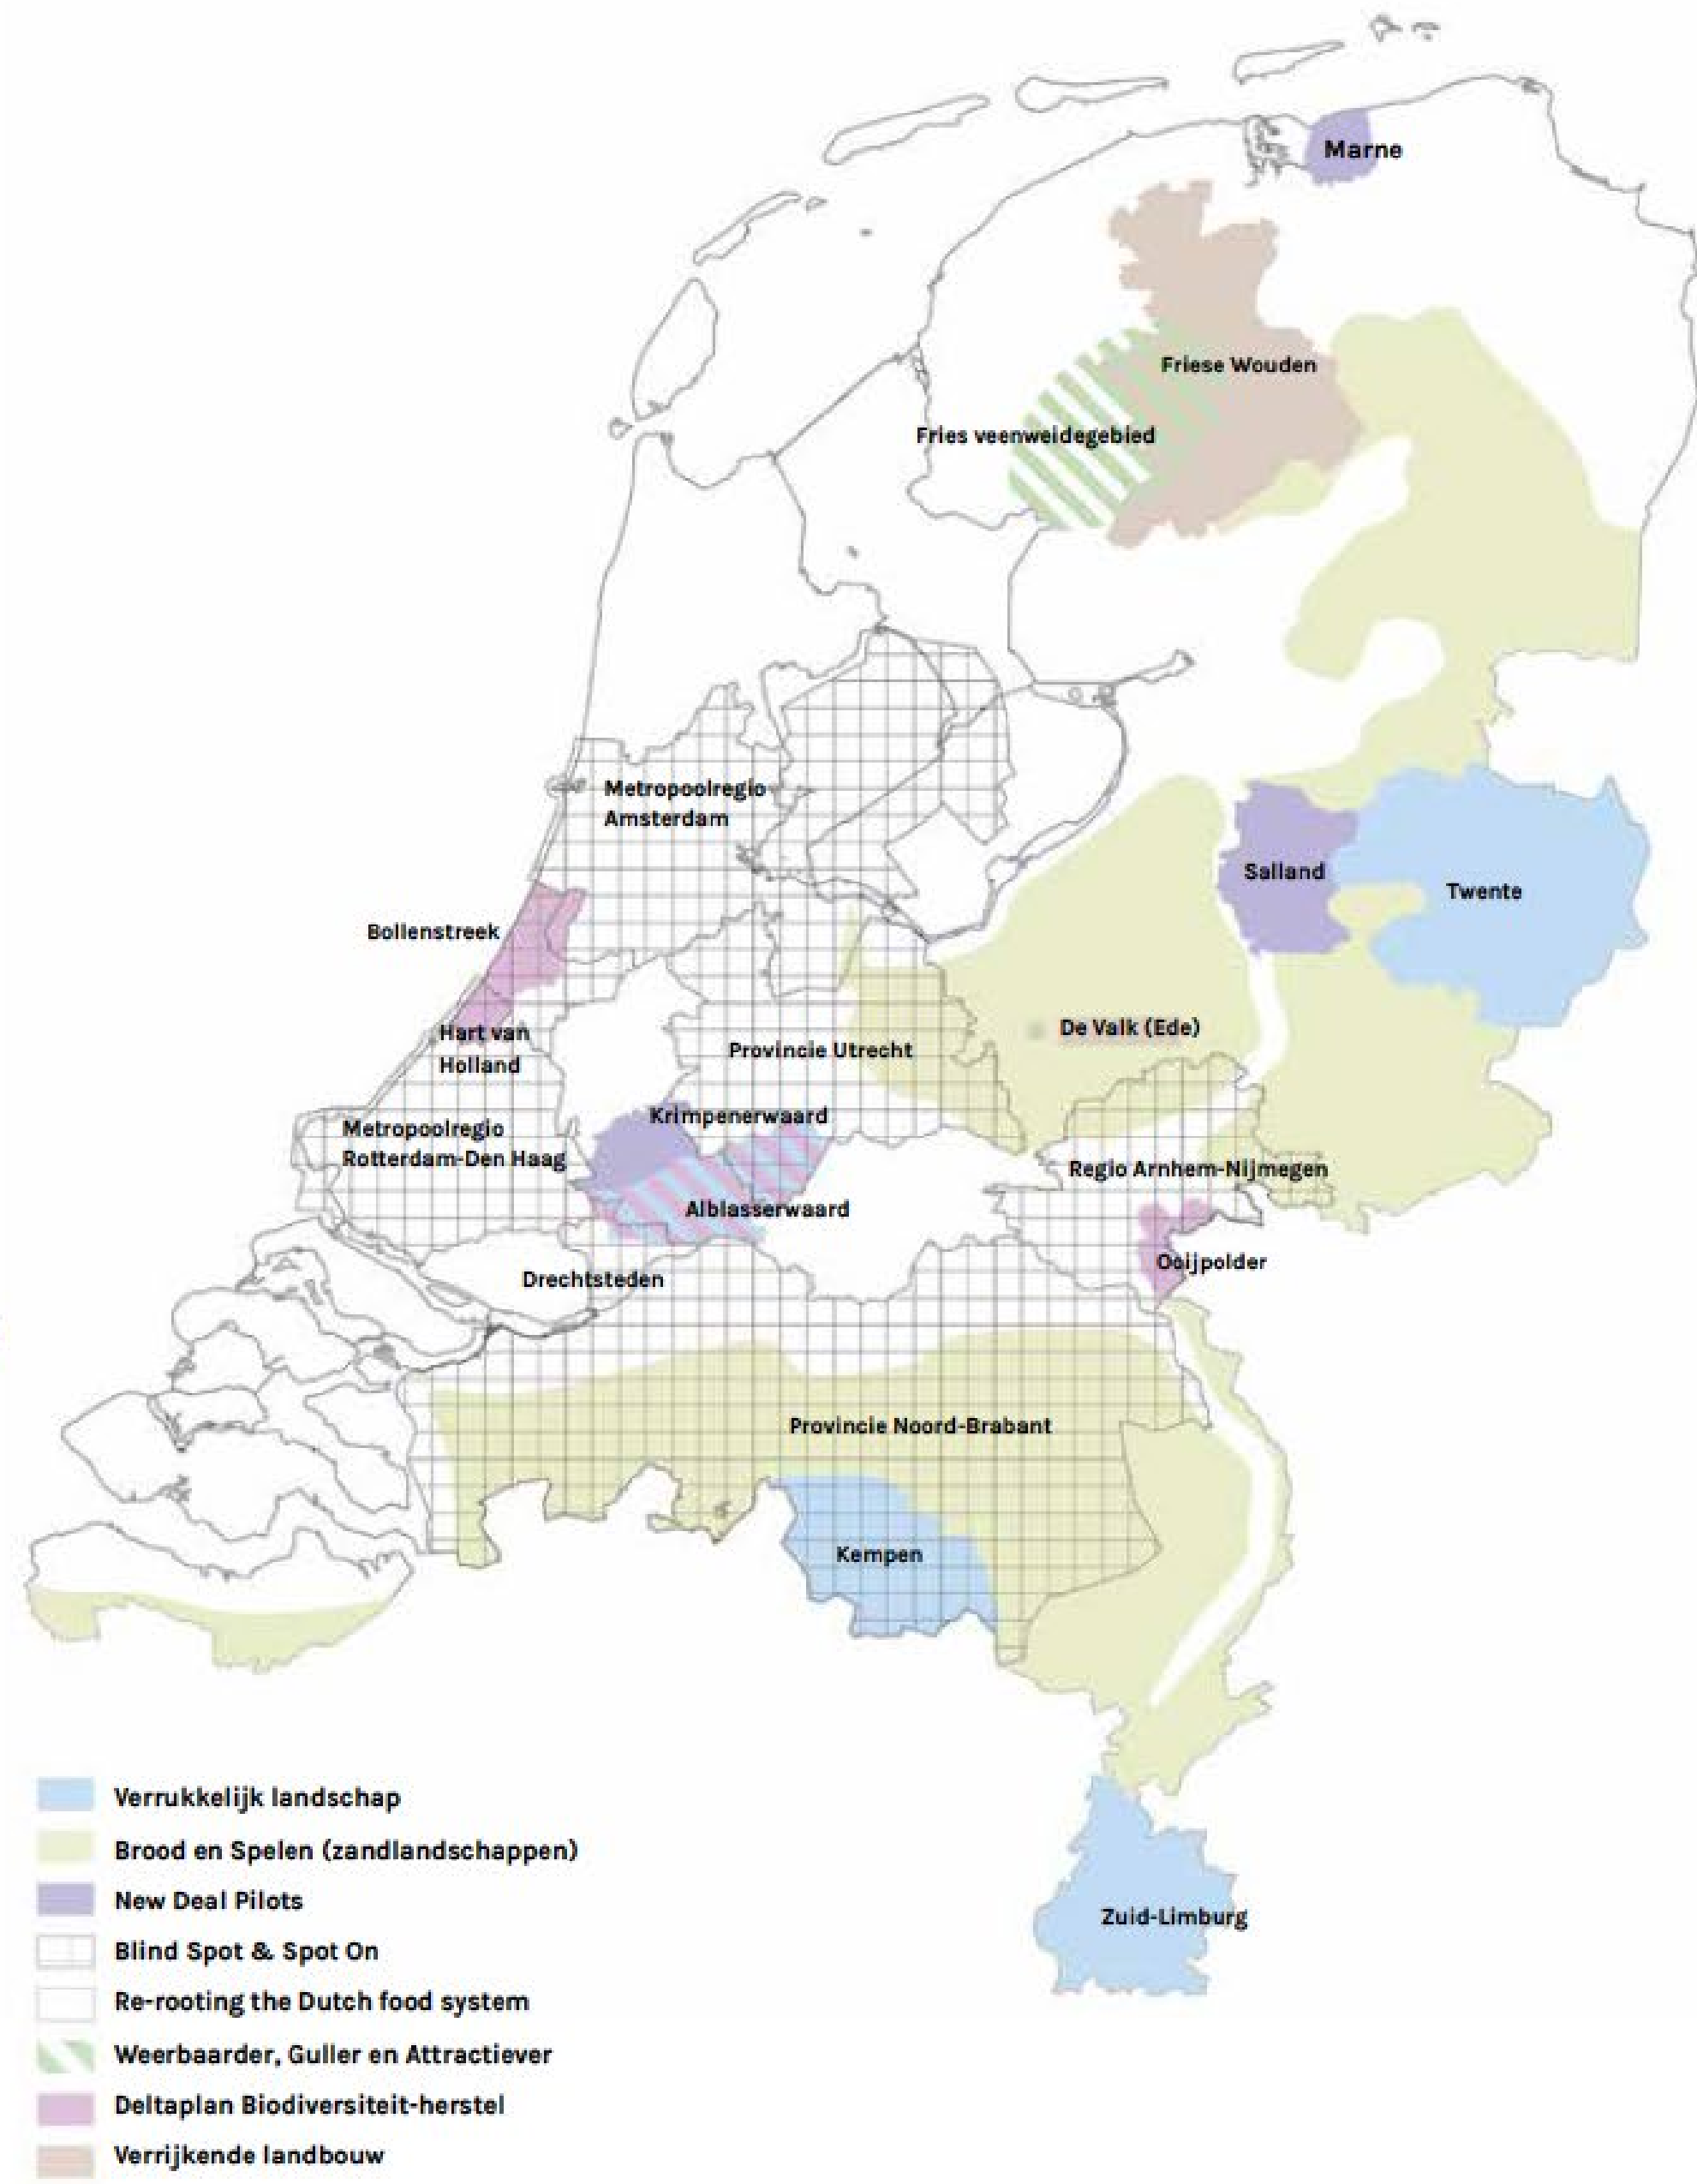 Marne
Friese Wouden
Fries veenweidegebied
Metropoolregio
Amsterdam
Salland
Twente
Bollenstreek
Hart van
Holland
De Valk (Ede)
Provincie Utrecht
Krimpenerwaard
Metropoolregio
Rotterdam-Den Haag
Regio Arnhem-Nijmegen
Alblasserwaard
Ooijpolder
Drechtsteden
Provincie Noord-Brabant
Kempen
Zuid-Limburg
Verrukkelijk landschap
Brood en Spelen (zandlandschappen)
New Deal Pilots
Blind Spot & Spot On
Re-rooting the Dutch food system
Weerbaarder, Guller en Attractiever
Deltaplan Biodiversiteit-herstel
Verrijkende landbouw